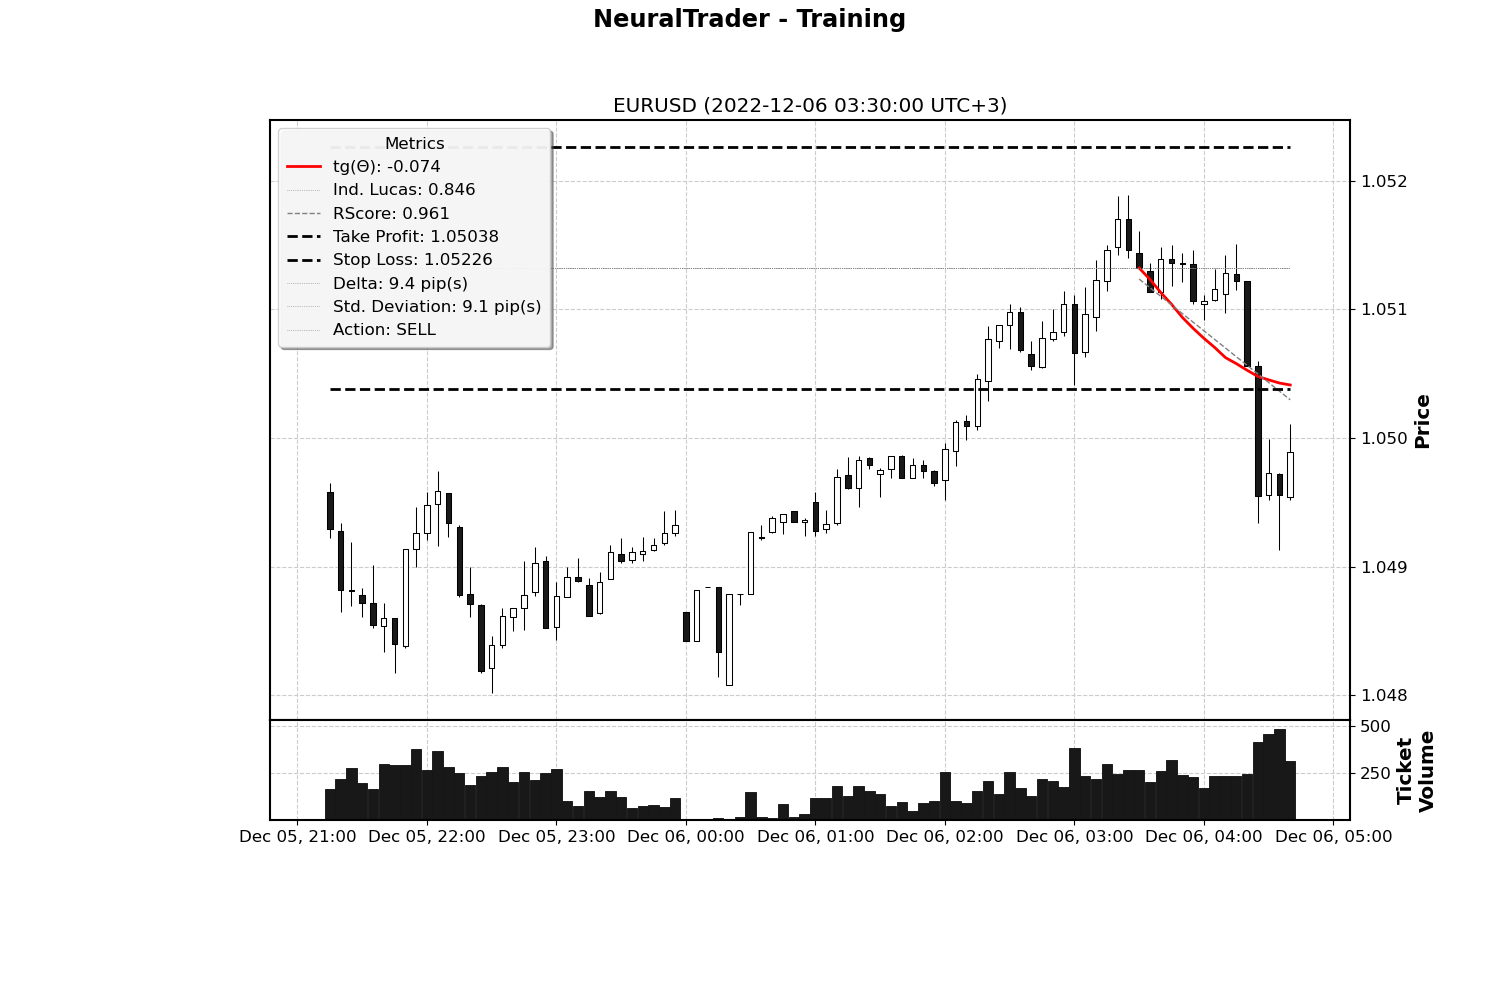 NeuralTrader - Training
EURUSD (2022-12-06 03:30:00 UTC+3)
Metrics
tg(Θ): -0.074
Ind. Lucas: 0.846
RScore: 0.961
Take Profit: 1.05038
Stop Loss: 1.05226
Delta: 9.4 pip(s)
Std. Deviation: 9.1 pip(s)
Action: SELL
1.052
1.051
1.050
1.049
1.048
Price
500
250
Ticket
Volume
Dec 05, 21:00
Dec 05, 22:00
Dec 05, 23:00
Dec 06, 00:00
Dec 06, 01:00
Dec 06, 02:00
Dec 06, 03:00
Dec 06, 04:00
Dec 06, 05:00